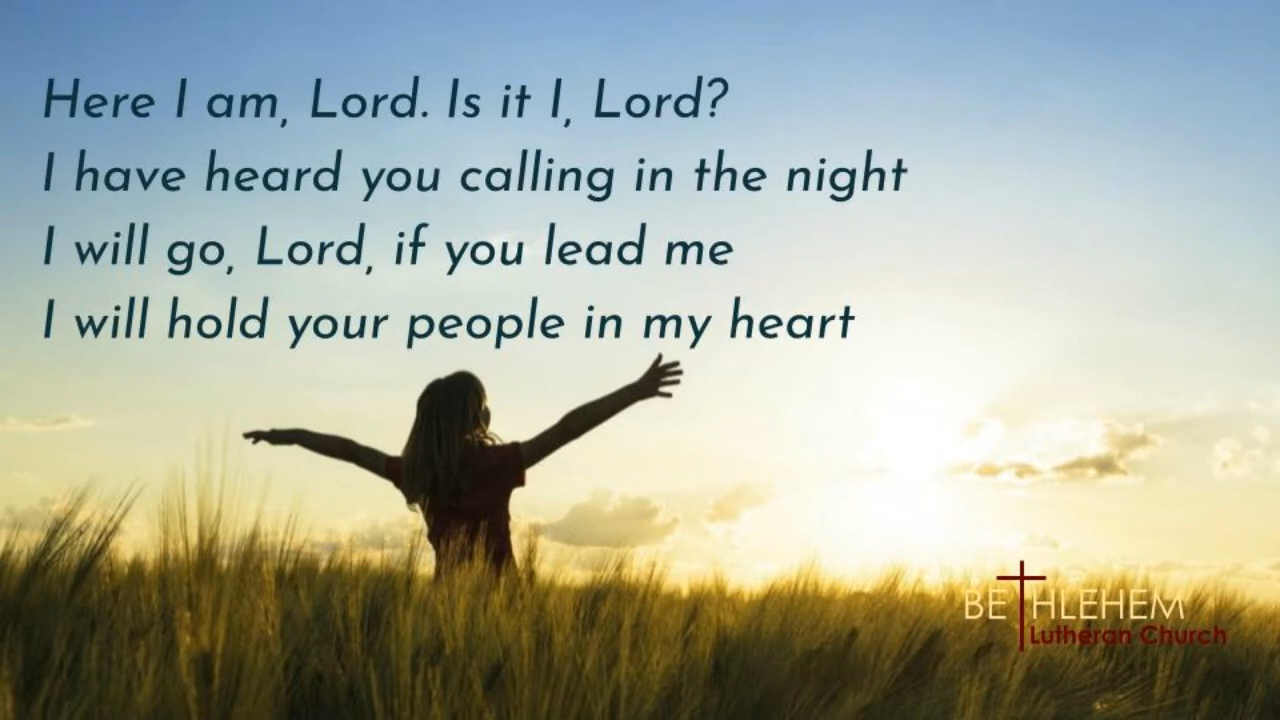 Here I am, Lord. Is it I, Lord?
I have heard you calling in the night
I will go, Lord, if you lead me
I will hold your people in my heart
BETHLEHEM
Lutheran Church